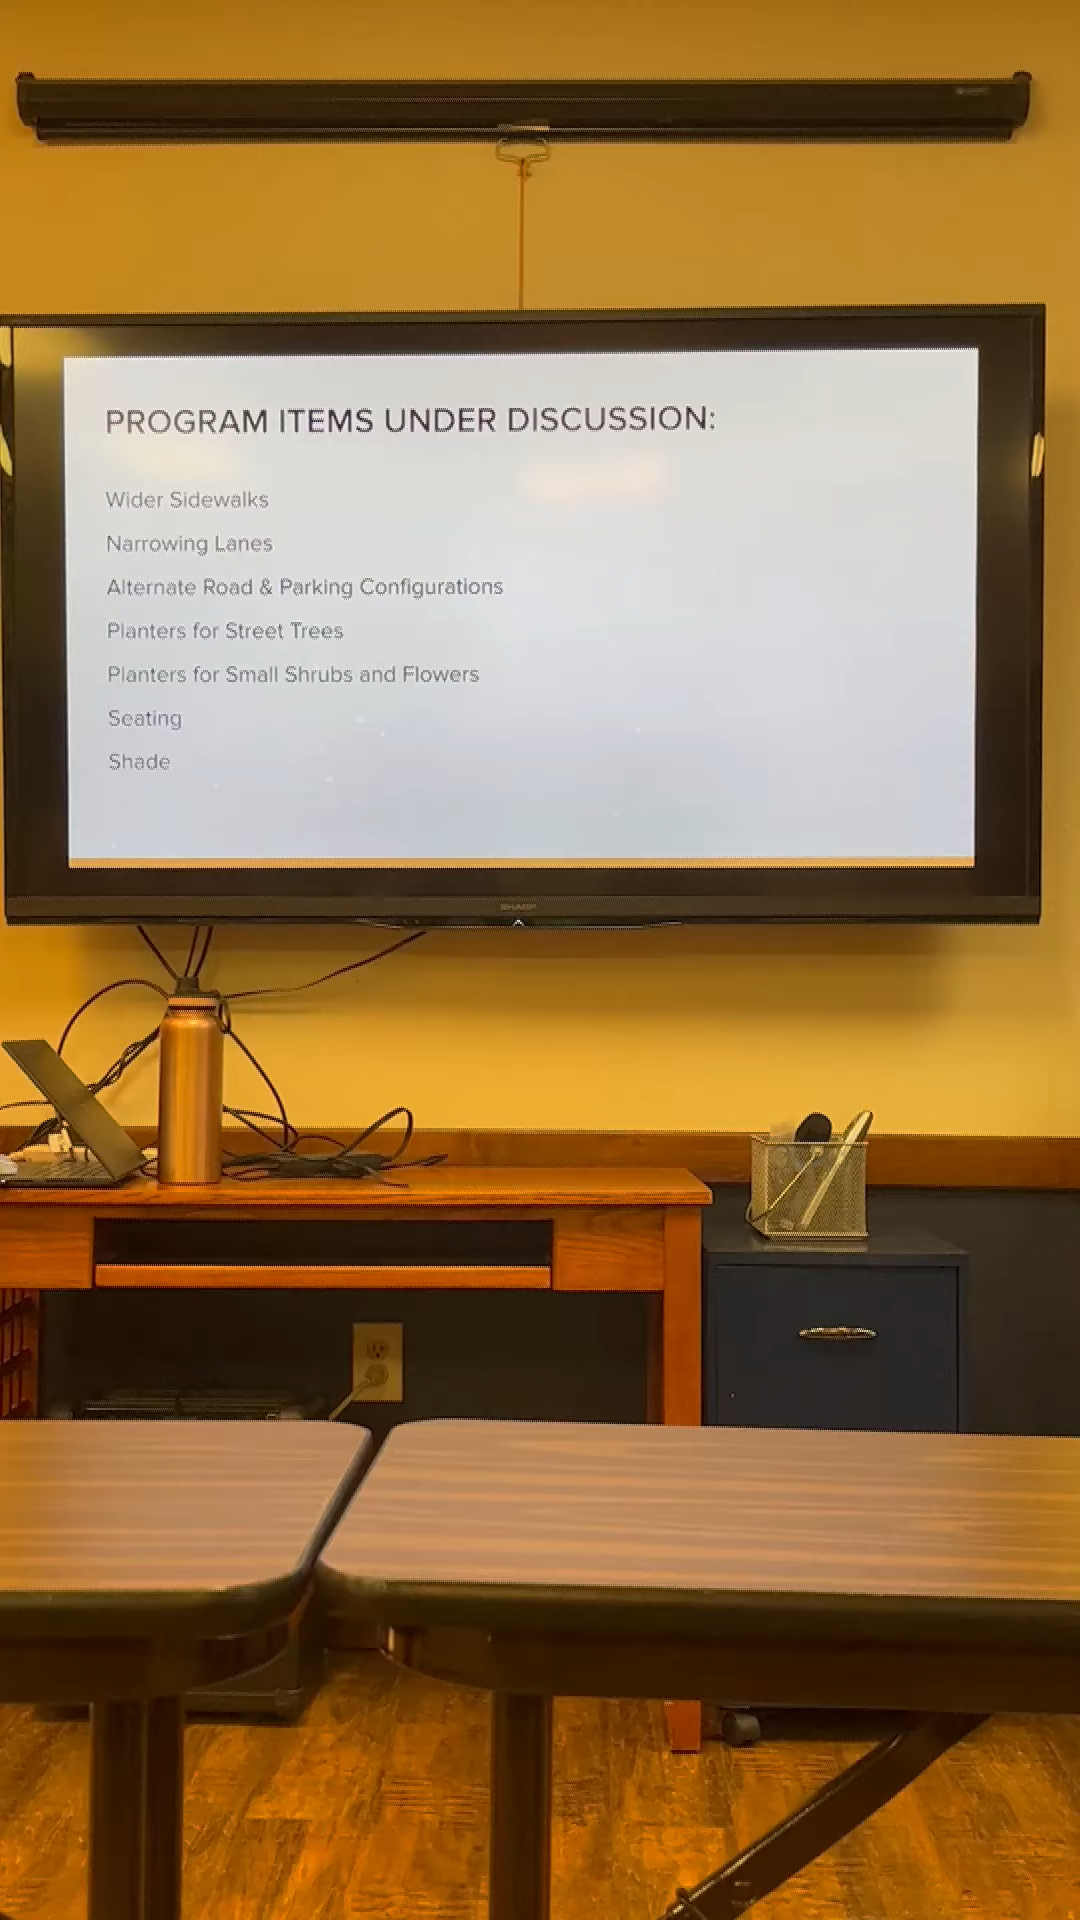 PROGRAM ITEMS UNDER DISCUSSION:
Wider Sidewalks
Narrowing Lanes
Alternate Road & Parking Configurations
Planters for Street Trees
Planters for Small Shrubs and Flowers
Seating
Shade
SHARP